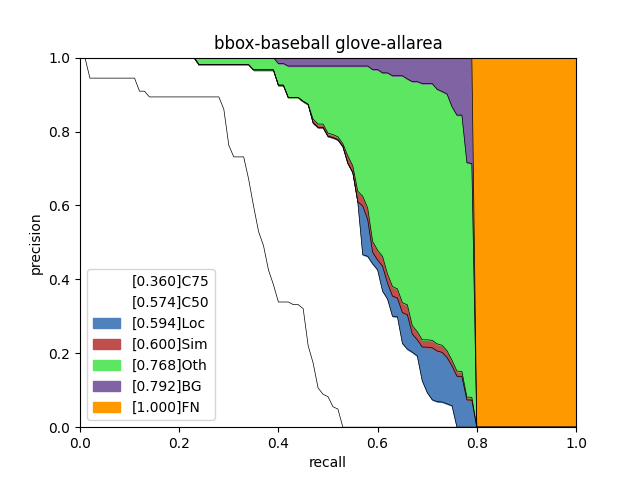 bbox-baseball glove-allarea
1.0
0.8
0.6
0.4
0.2
0.0
precision
[0.360]C75
[0.574]C50
[0.594]Loc
[0.600]Sim
[0.768]Oth
[0.792]BG
[1.000]FN
0.0 0.2 0.4 0.6 0.8 1.0
recall